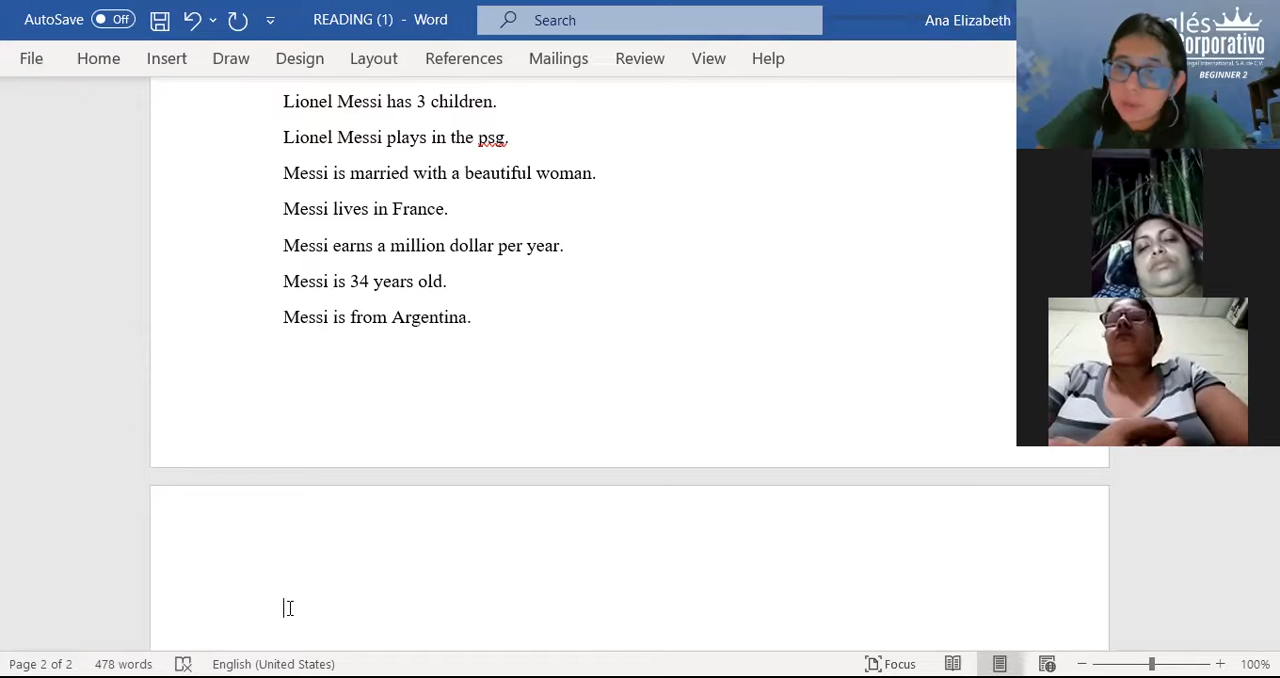 AutoSave Off READING (1) - Word Search Ana Elizabeth
File Home Insert Draw Design Layout References Mailings Review View Help
glés
Corporativo
BEGINNER 2
Lionel Messi has 3 children.
Lionel Messi plays in the psg.
Messi is married with a beautiful woman.
Messi lives in France.
Messi earns a million dollar per year.
Messi is 34 years old.
Messi is from Argentina.
Page 2 of 2 478 words English (United States) Focus 100%